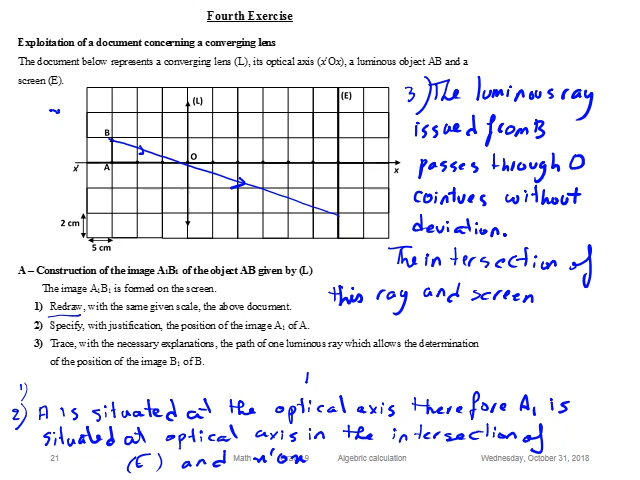 Fourth Exercise
Exploitation of a document concerning a converging lens
The document below represents a converging lens (L), its optical axis (x'Ox), a luminous object AB and a
screen (E).
(L)
(E)
B
O
x'
A
x
2 cm
5 cm
3) The luminous ray
issued from B
passes through O
cointues without
deviation.
The intersection of
this ray and screen
A – Construction of the image A₁B₁ of the object AB given by (L)
The image A₁B₁ is formed on the screen.
1) Redraw, with the same given scale, the above document.
2) Specify, with justification, the position of the image A₁ of A.
3) Trace, with the necessary explanations, the path of one luminous ray which allows the determination
of the position of the image B₁ of B.
1)
2) A is situated at the optical axis therefore A₁ is
situated at optical axis in the intersection of
(E) and x'ox
21
Math
9
Algebric calculation
Wednesday, October 31, 2018